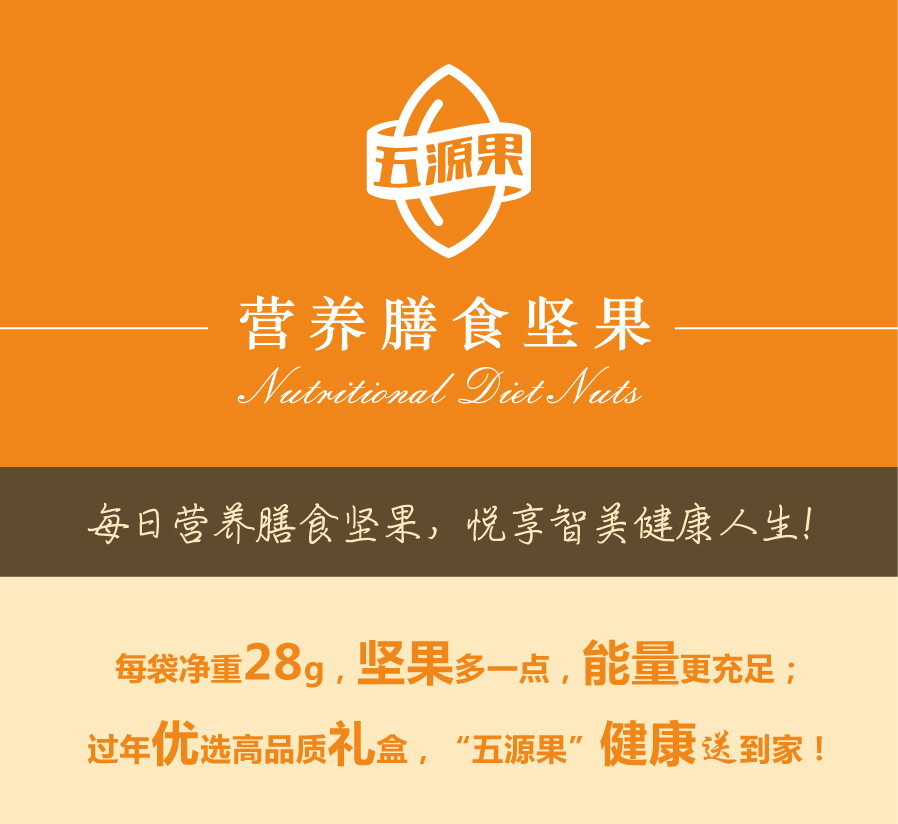 五源果
营养膳食坚果
Nutritional Diet Nuts
每日营养膳食坚果，悦享智美健康人生！
每袋净重28g，坚果多一点，能量更充足；
过年优选高品质礼盒，“五源果”健康送到家！